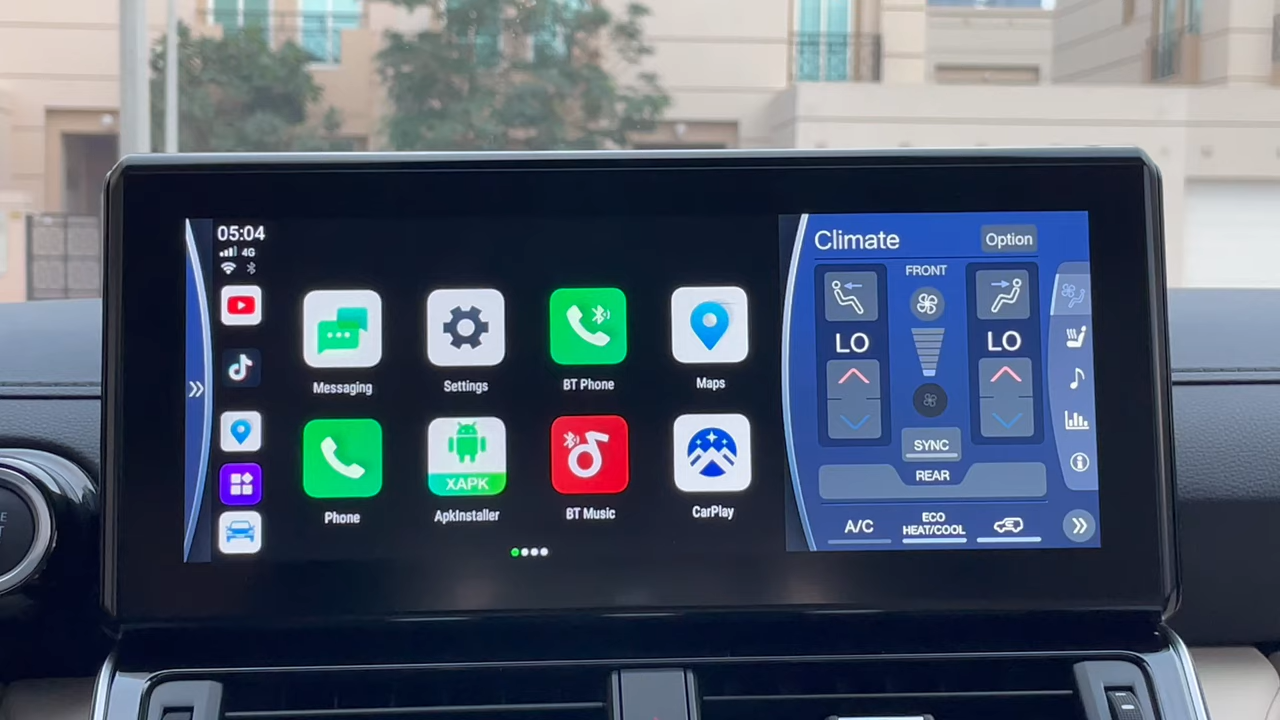 05:04
4G
Messaging
Settings
BT Phone
Maps
Phone
XAPK
ApkInstaller
BT Music
CarPlay
Climate
Option
FRONT
LO
LO
SYNC
REAR
A/C
ECO
HEAT/COOL